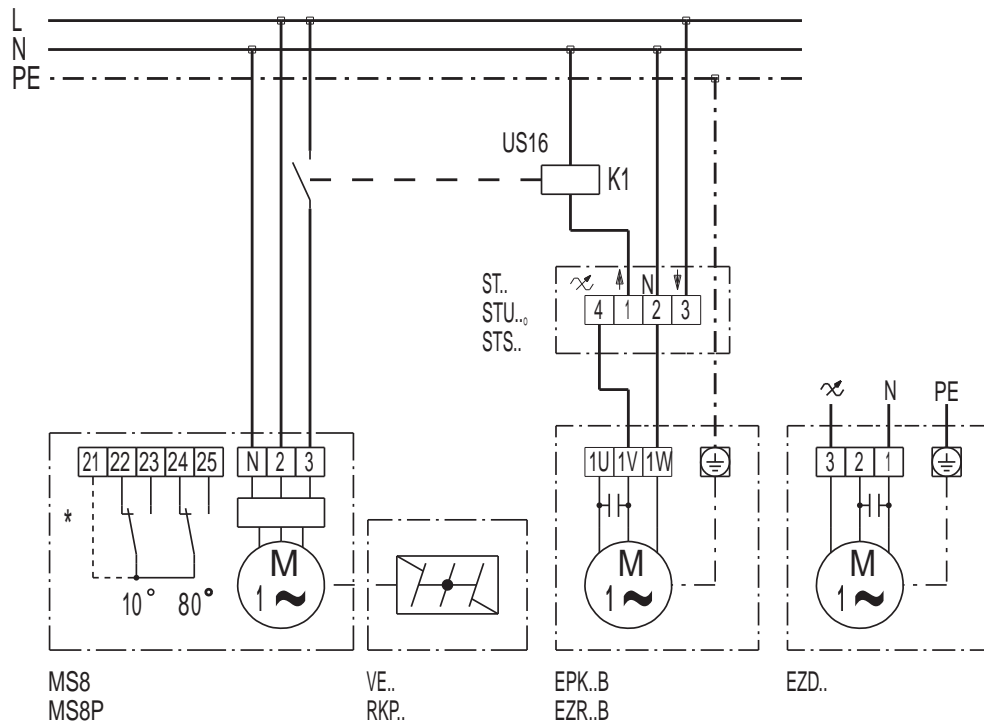 L
N
PE
US16
K1
ST..
STU..₀
STS..
N
4 1 2 3
N PE
21 22 23 24 25 N 2 3
1U 1V 1W
3 2 1
*
M
1 ~
10° 80°
M
1 ~
M
1 ~
MS8
MS8P
VE..
RKP..
EPK..B
EZR..B
EZD..